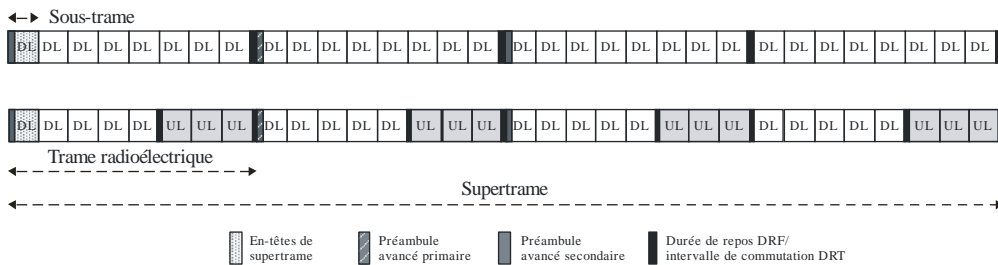 Sous-trame
DL DL DL DL DL DL DL DL DL DL DL DL DL DL DL DL DL DL DL DL DL DL DL DL DL DL DL DL DL DL DL DL
DL DL DL DL DL UL UL UL DL DL DL DL DL UL UL UL DL DL DL DL DL UL UL UL DL DL DL DL DL UL UL UL
Trame radioélectrique
Supertrame
En-têtes de
supertrame
Préambule
avancé primaire
Préambule
avancé secondaire
Durée de repos DRF/
intervalle de commutation DRT